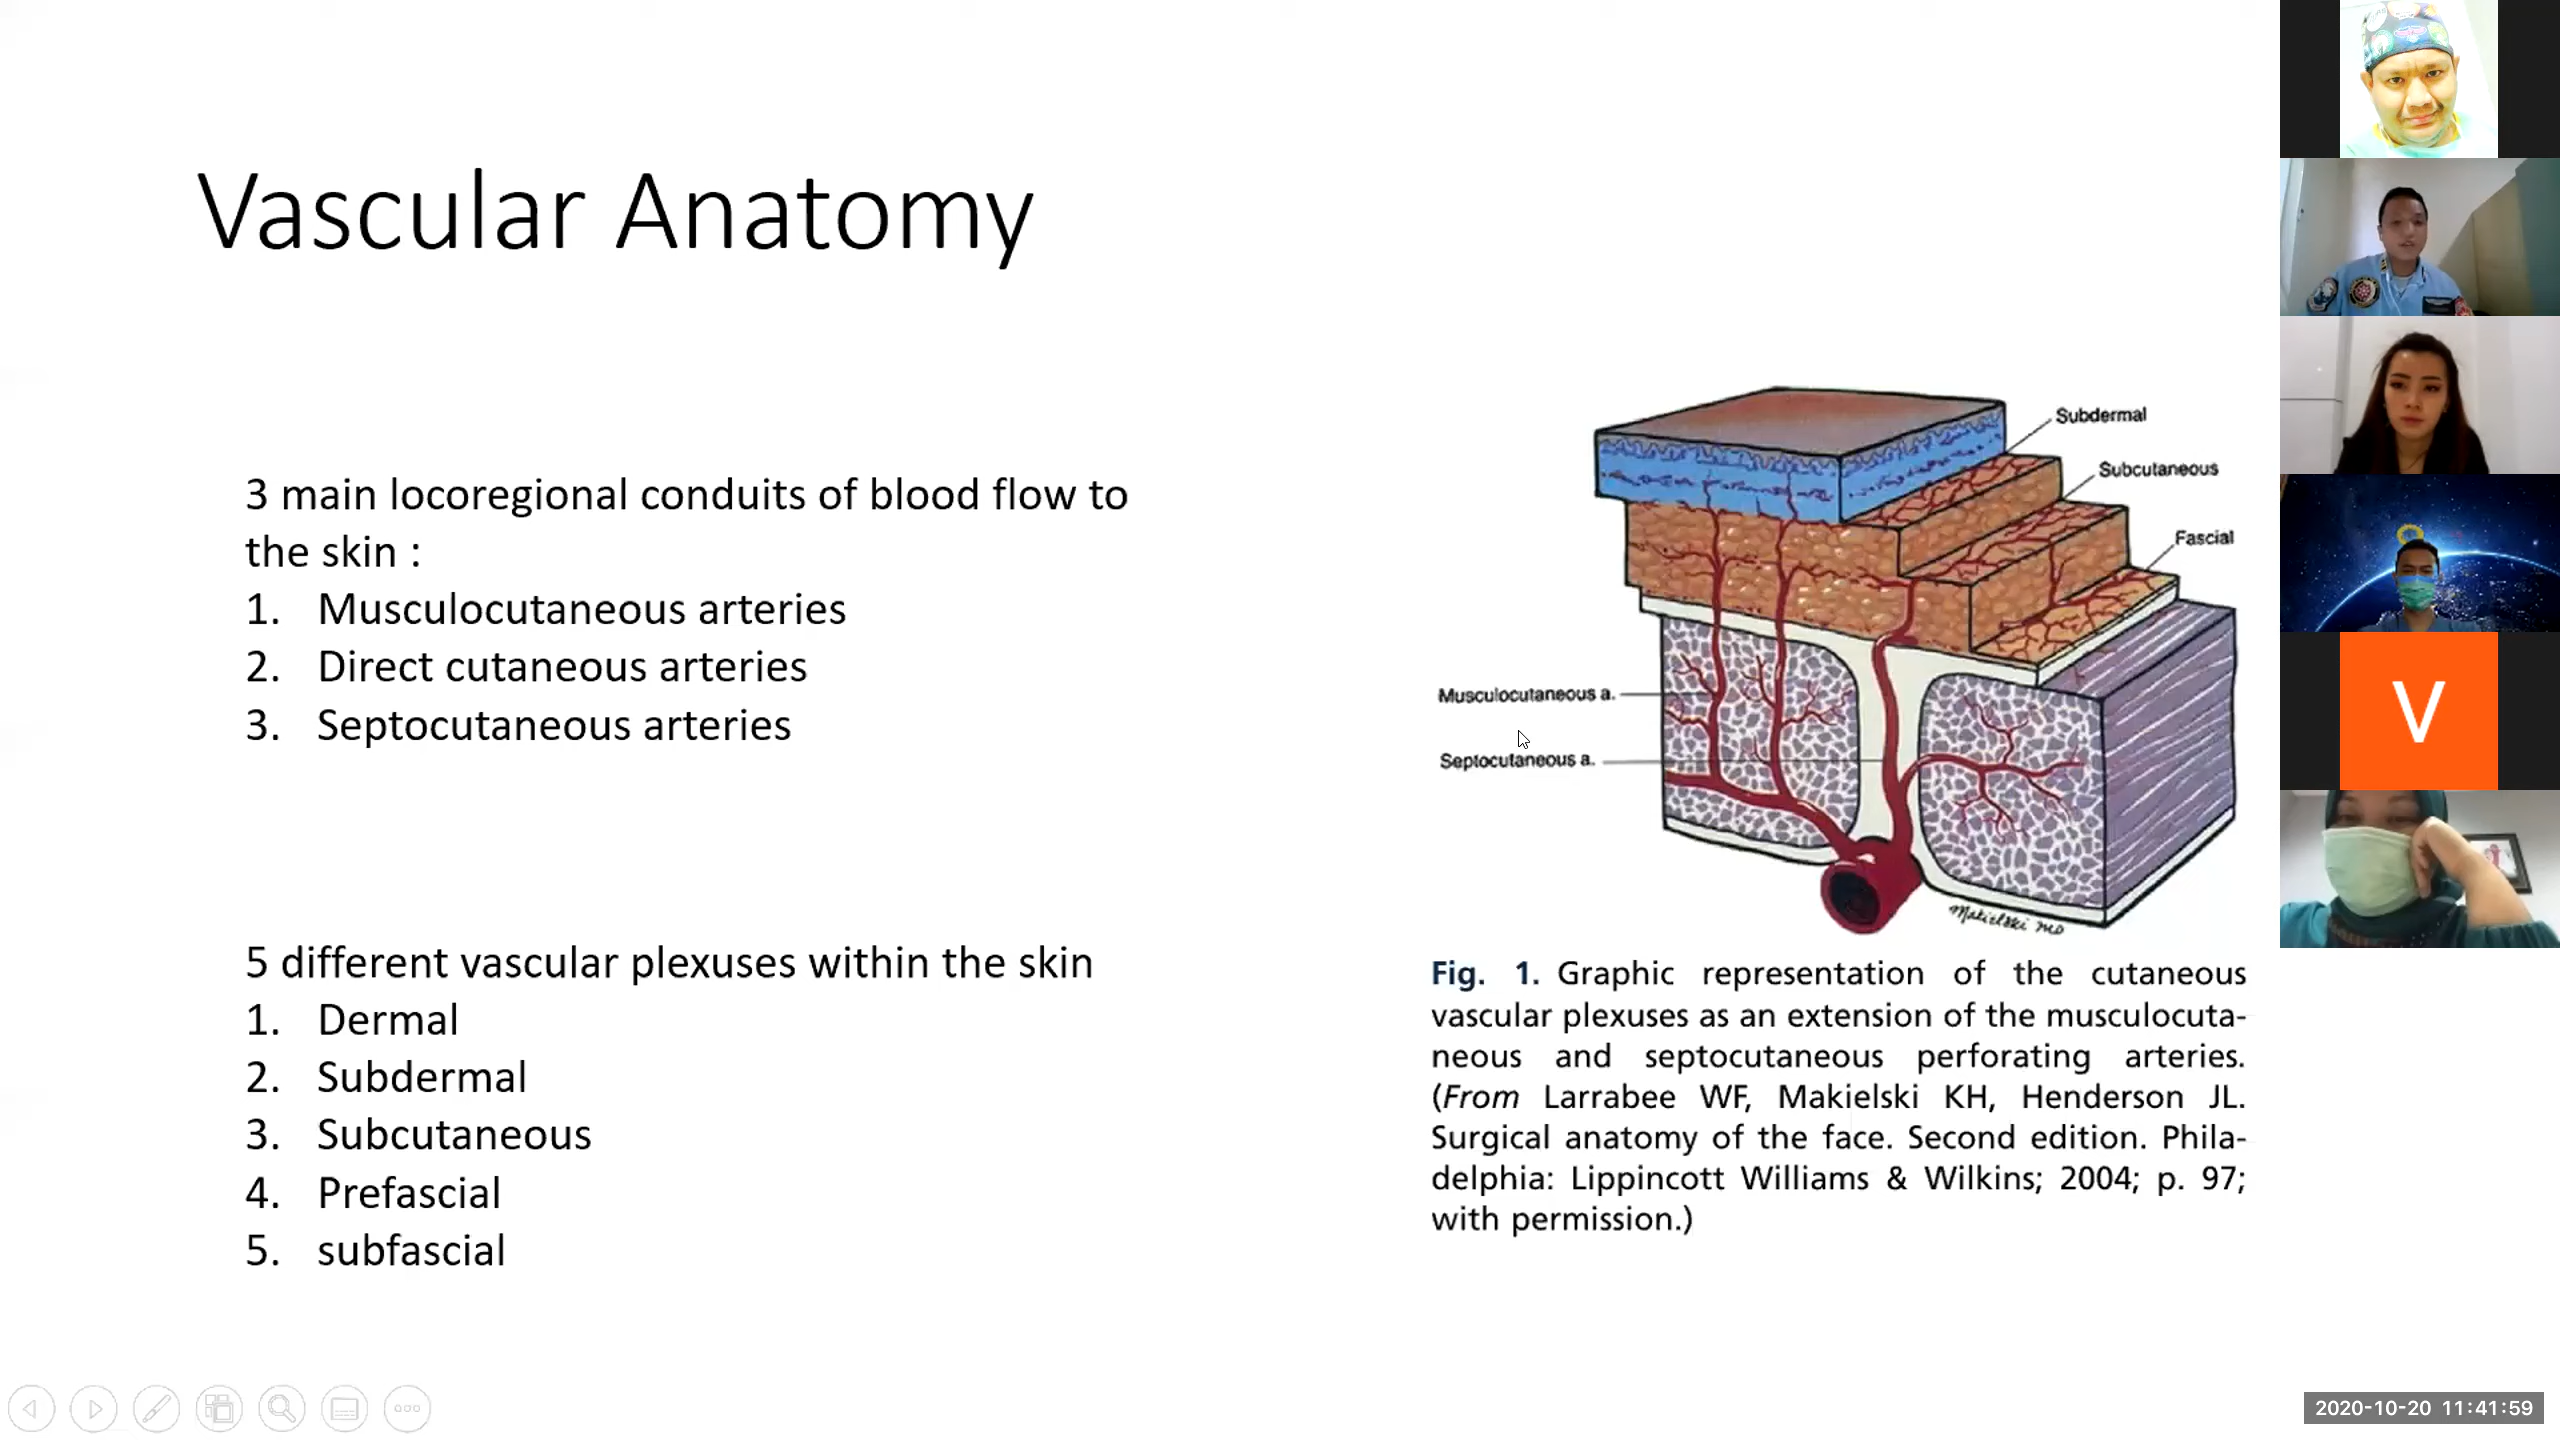 Vascular Anatomy
3 main locoregional conduits of blood flow to
the skin :
1. Musculocutaneous arteries
2. Direct cutaneous arteries
3. Septocutaneous arteries
5 different vascular plexuses within the skin
1. Dermal
2. Subdermal
3. Subcutaneous
4. Prefascial
5. subfascial
Subdermal
Subcutaneous
Fascial
Musculocutaneous a.
Septocutaneous a.
Makielski MD
Fig. 1. Graphic representation of the cutaneous
vascular plexuses as an extension of the musculocuta-
neous and septocutaneous perforating arteries.
(From Larrabee WF, Makielski KH, Henderson JL.
Surgical anatomy of the face. Second edition. Phila-
delphia: Lippincott Williams & Wilkins; 2004; p. 97;
with permission.)
V
2020-10-20 11:41:59